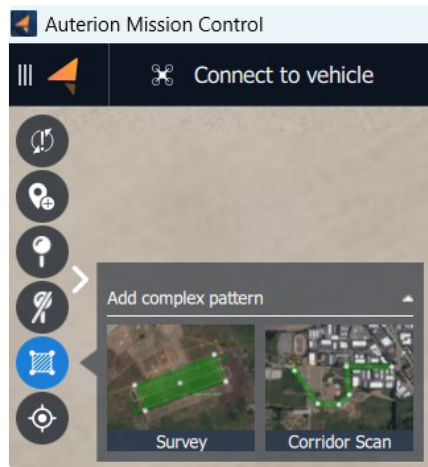 Auterion Mission Control
Connect to vehicle
Add complex pattern
Survey
Corridor Scan